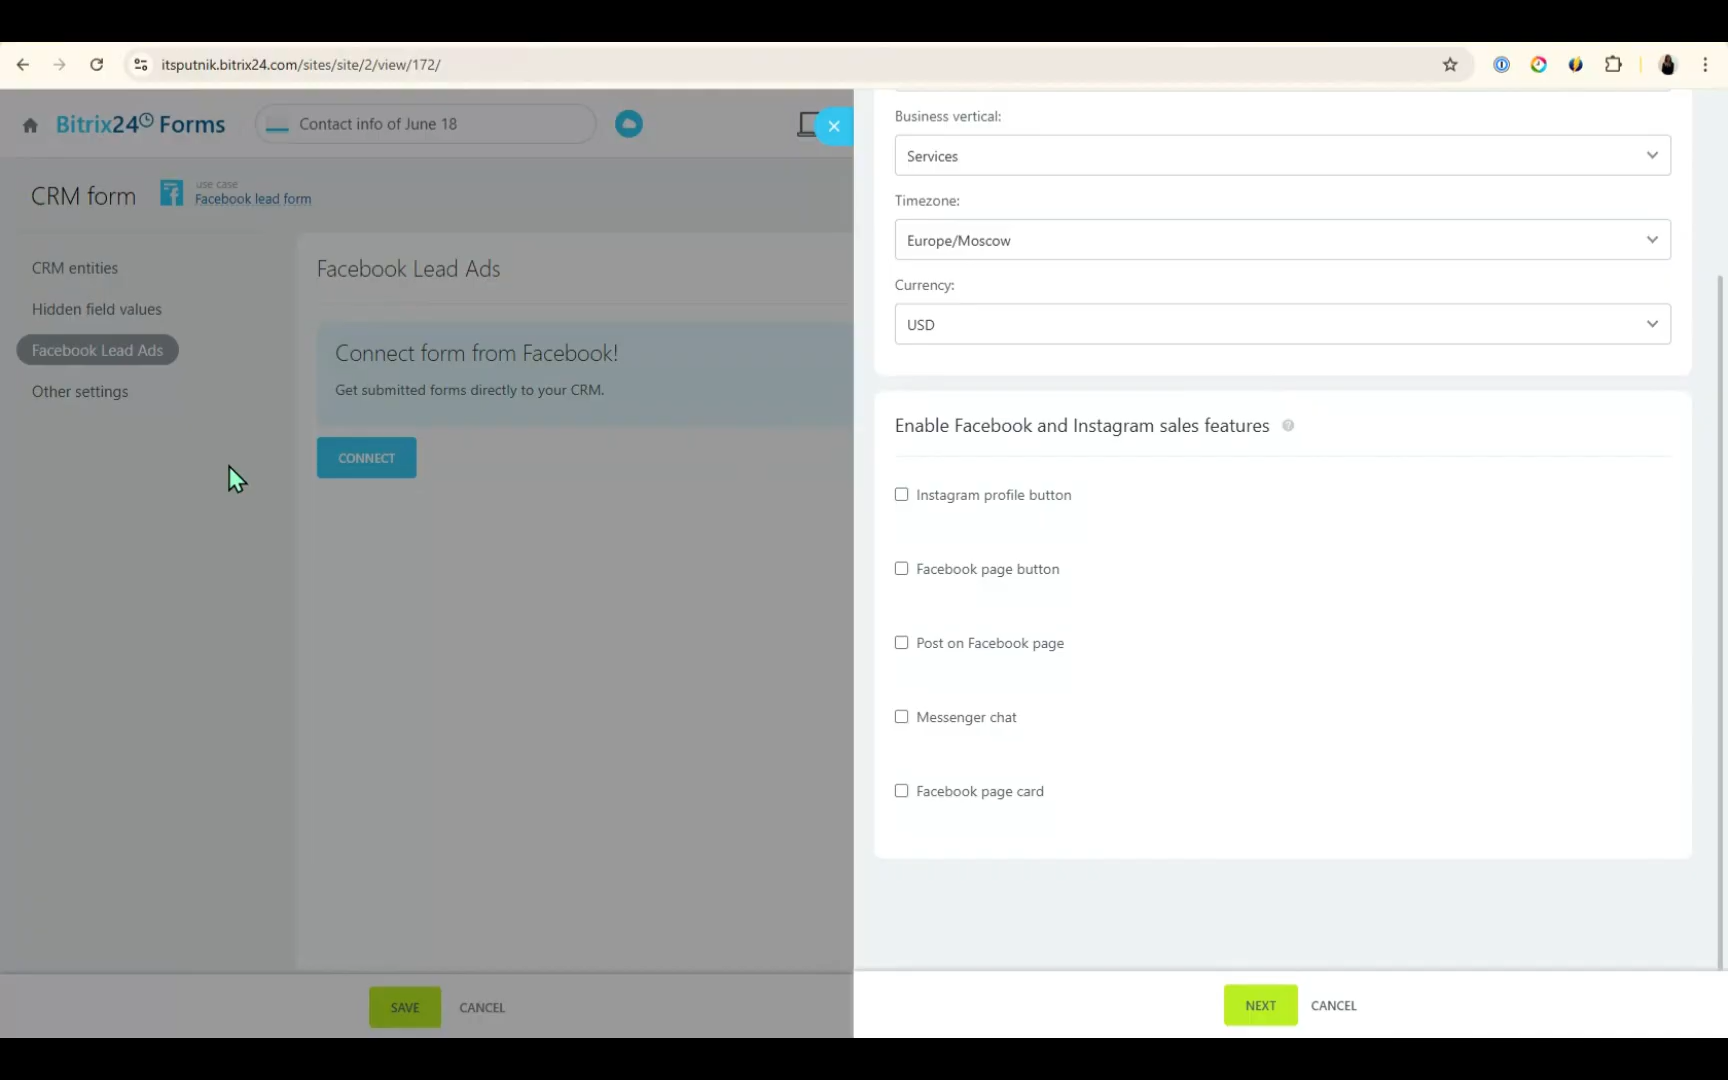 itsputnik.bitrix24.com/sites/site/2/view/172/
Bitrix24 Forms
Contact info of June 18
CRM form
use case
Facebook lead form
CRM entities
Hidden field values
Facebook Lead Ads
Other settings
Facebook Lead Ads
Connect form from Facebook!
Get submitted forms directly to your CRM.
CONNECT
SAVE
CANCEL
Business vertical:
Services
Timezone:
Europe/Moscow
Currency:
USD
Enable Facebook and Instagram sales features
Instagram profile button
Facebook page button
Post on Facebook page
Messenger chat
Facebook page card
NEXT
CANCEL